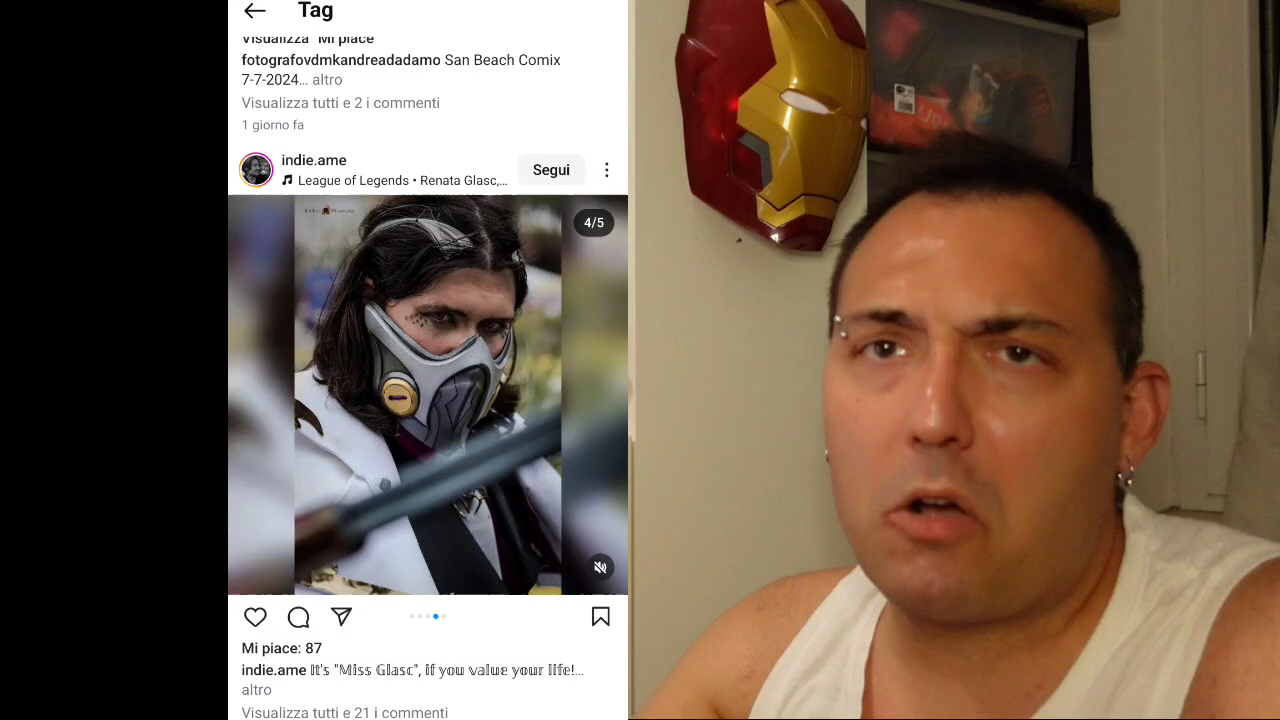 Tag
Visualizza "Mi piace"
fotografovdmkandreadadamo San Beach Comix
7-7-2024... altro
Visualizza tutti e 2 i commenti
1 giorno fa
indie.ame
League of Legends • Renata Glasc,...
Segui
4/5
Mi piace: 87
indie.ame 𝕀𝕥'𝕤 "𝕄𝕚𝕤𝕤 𝔾𝕝𝕒𝕤𝕔", 𝕚𝕗 𝕪𝕠𝕦 𝕧𝕒𝕝𝕦𝕖 𝕪𝕠𝕦𝕣 𝕝𝕚𝕗𝕖!...
altro
Visualizza tutti e 21 i commenti